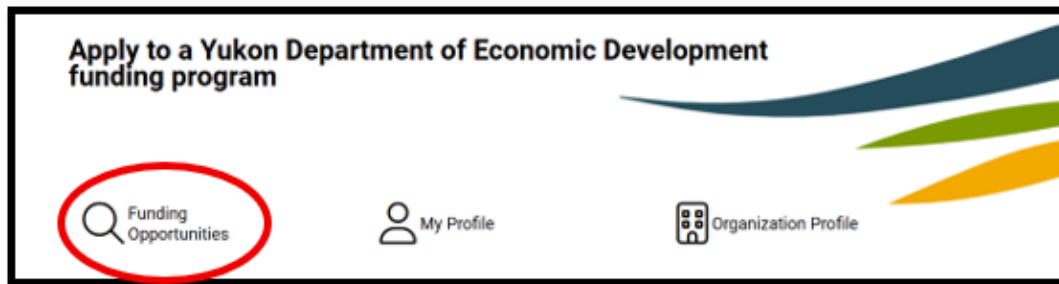 Apply to a Yukon Department of Economic Development
funding program
Funding
Opportunities
My Profile
Organization Profile